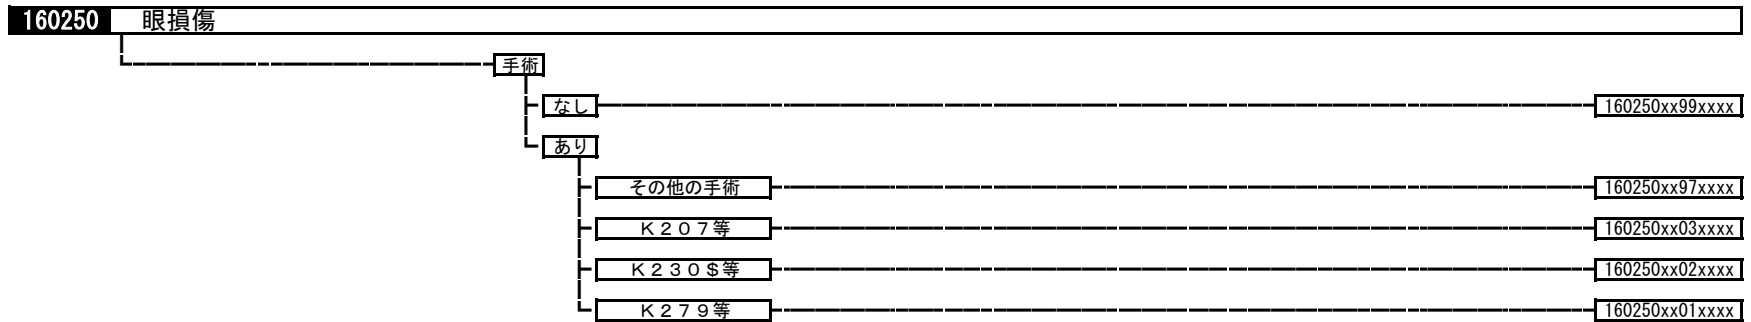 160250 眼損傷
手術
なし 160250xx99xxxx
あり
その他の手術 160250xx97xxxx
K207等 160250xx03xxxx
K230$等 160250xx02xxxx
K279等 160250xx01xxxx